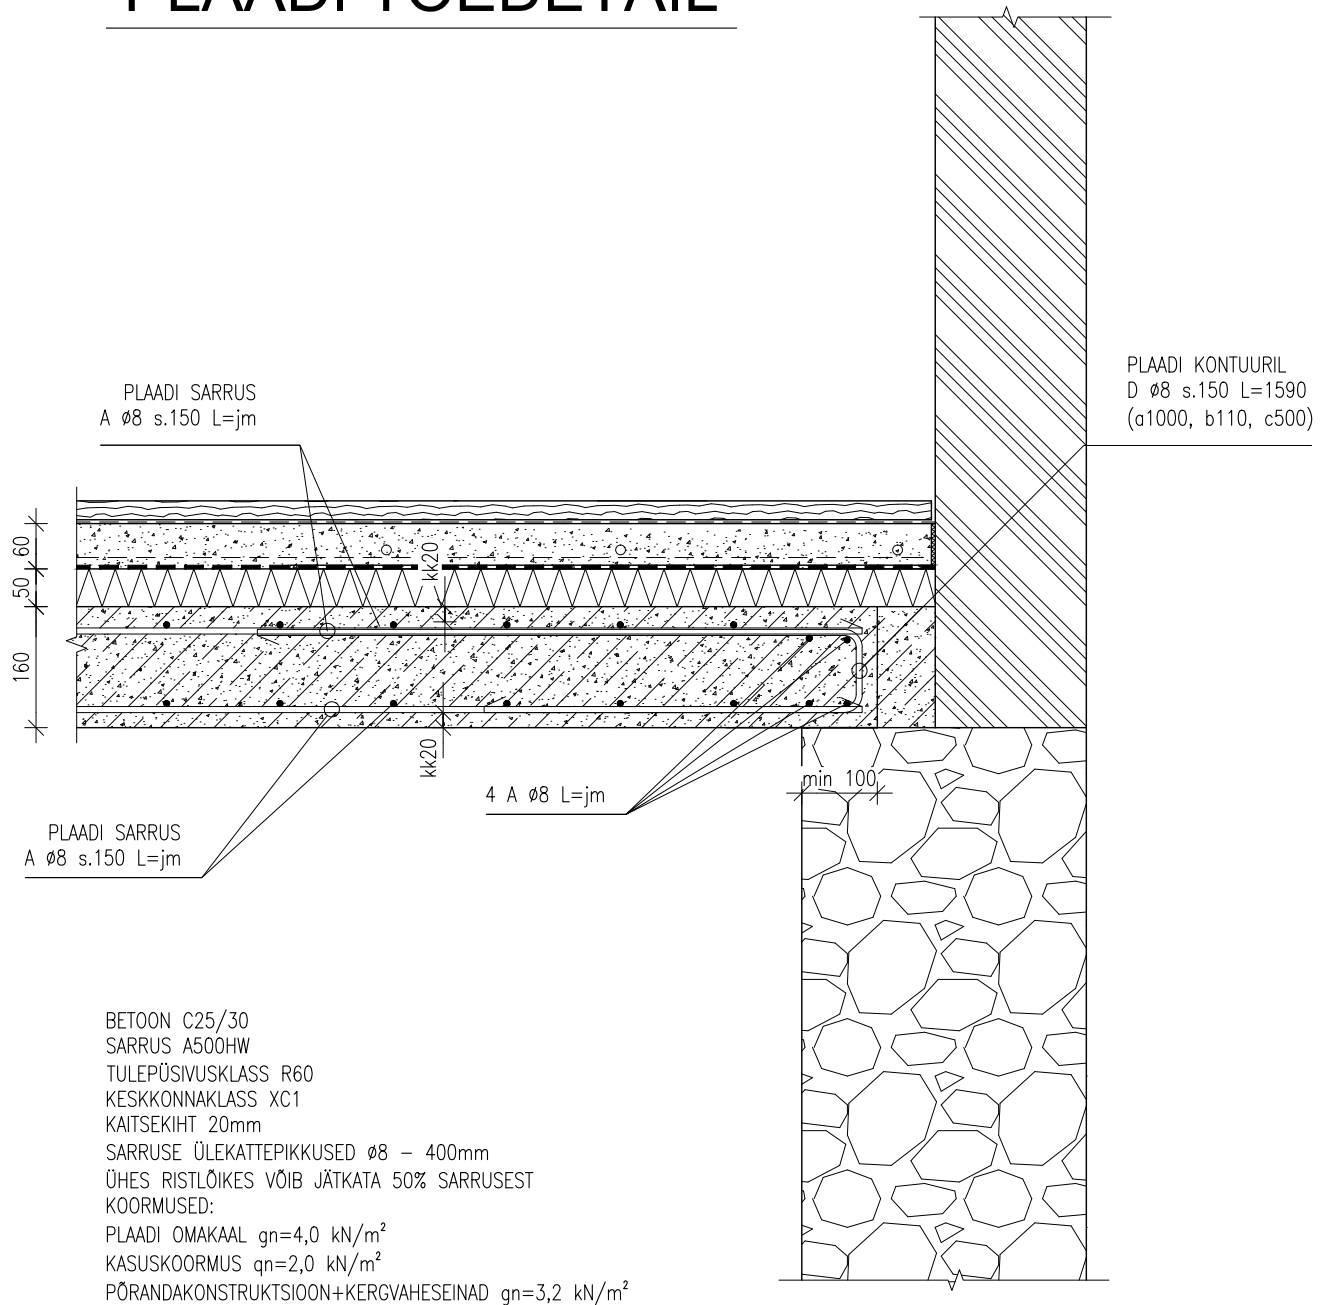 PLAADI TOEDETAIL
PLAADI KONTUURIL
D ø8 s.150 L=1590
(a1000, b110, c500)
PLAADI SARRUS
A ø8 s.150 L=jm
60
50
160
kk20
kk20
min 100
4 A ø8 L=jm
PLAADI SARRUS
A ø8 s.150 L=jm
BETOON C25/30
SARRUS A500HW
TULEPÜSIVUSKLASS R60
KESKKONNAKLASS XC1
KAITSEKIHT 20mm
SARRUSE ÜLEKATTEPIKKUSED ø8 – 400mm
ÜHES RISTLÕIKES VÕIB JÄTKATA 50% SARRUSEST
KOORMUSED:
PLAADI OMAKAAL gn=4,0 kN/m²
KASUSKOORMUS qn=2,0 kN/m²
PÕRANDAKONSTRUKTSIOON+KERGVAHESEINAD gn=3,2 kN/m²